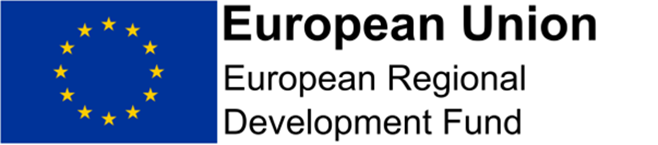 European Union
European Regional
Development Fund